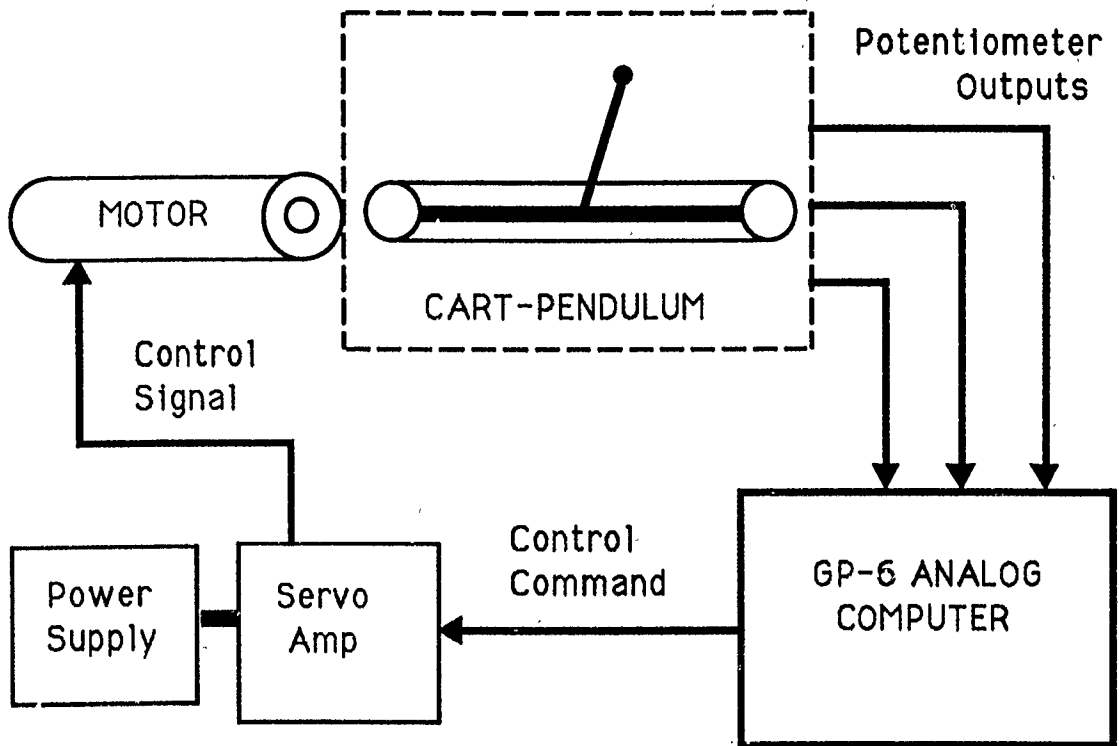 Potentiometer
Outputs
MOTOR
CART-PENDULUM
Control
Signal
Control
Command
Power
Supply
Servo
Amp
GP-6 ANALOG
COMPUTER